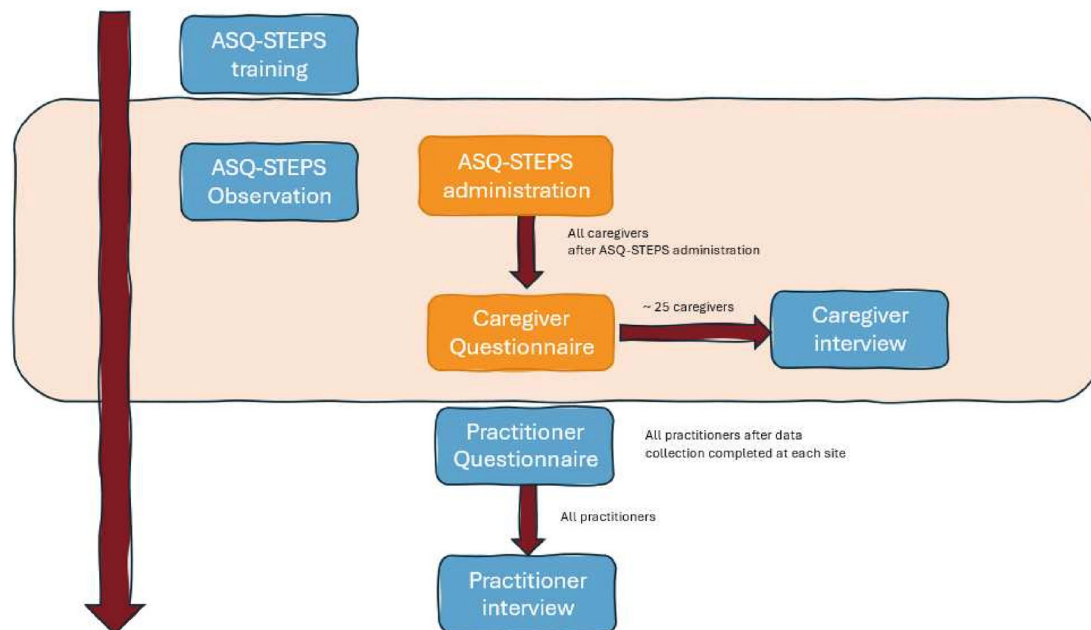 ASQ-STEPS
training
ASQ-STEPS
Observation
ASQ-STEPS
administration
All caregivers
after ASQ-STEPS administration
Caregiver
Questionnaire
~ 25 caregivers
Caregiver
interview
Practitioner
Questionnaire
All practitioners after data
collection completed at each site
All practitioners
Practitioner
interview